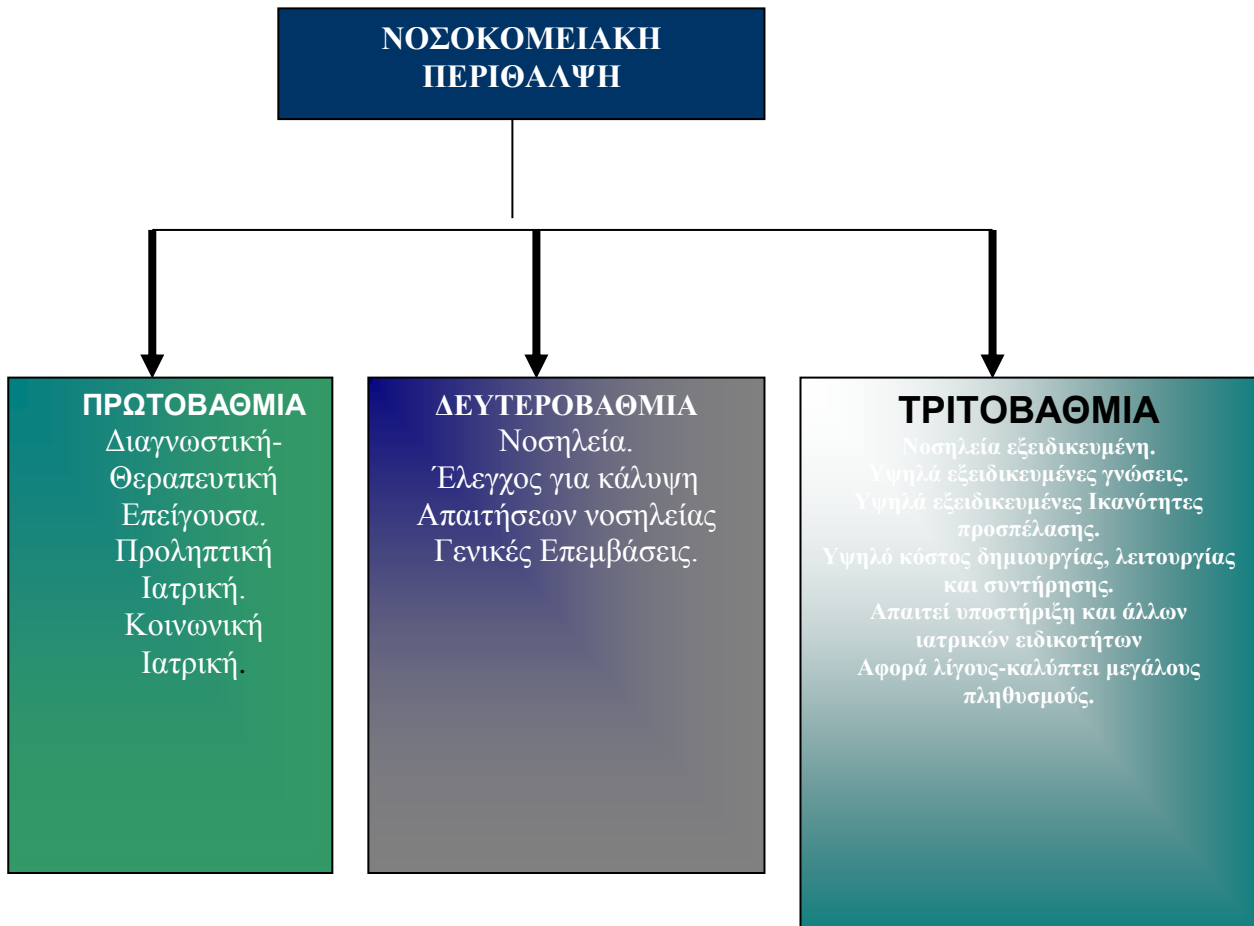 ΝΟΣΟΚΟΜΕΙΑΚΗ
ΠΕΡΙΘΑΛΨΗ
ΠΡΩΤΟΒΑΘΜΙΑ
Διαγνωστική-
Θεραπευτική
Επείγουσα.
Προληπτική
Ιατρική.
Κοινωνική
Ιατρική.
ΔΕΥΤΕΡΟΒΑΘΜΙΑ
Νοσηλεία.
Έλεγχος για κάλυψη
Απαιτήσεων νοσηλείας
Γενικές Επεμβάσεις.
ΤΡΙΤΟΒΑΘΜΙΑ
Νοσηλεία εξειδικευμένη.
Υψηλά εξειδικευμένες γνώσεις.
Υψηλά εξειδικευμένες Ικανότητες
προσπέλασης.
Υψηλό κόστος δημιουργίας, λειτουργίας
και συντήρησης.
Απαιτεί υποστήριξη και άλλων
ιατρικών ειδικοτήτων
Αφορά λίγους-καλύπτει μεγάλους
πληθυσμούς.